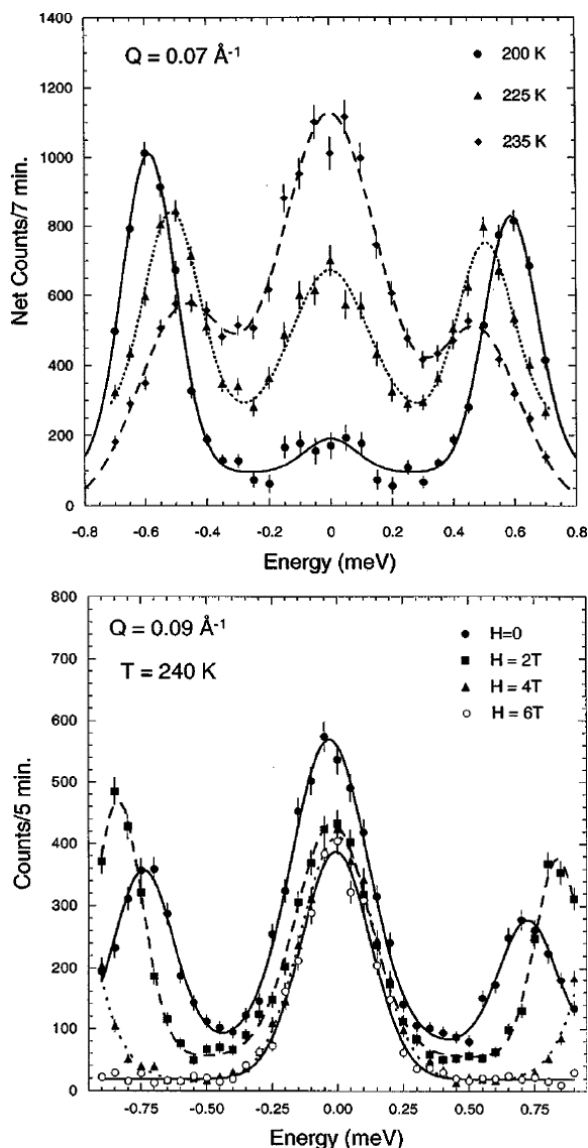 1400
Q = 0.07 Å-1
200 K
1200
225 K
235 K
1000
Net Counts/7 min.
800
600
400
200
0
-0.8 -0.6 -0.4 -0.2 0 0.2 0.4 0.6 0.8
Energy (meV)
800
Q = 0.09 Å-1
H=0
700
T = 240 K
H = 2T
H = 4T
600
H = 6T
500
Counts/5 min.
400
300
200
100
0
-0.75 -0.50 -0.25 0.00 0.25 0.50 0.75
Energy (meV)